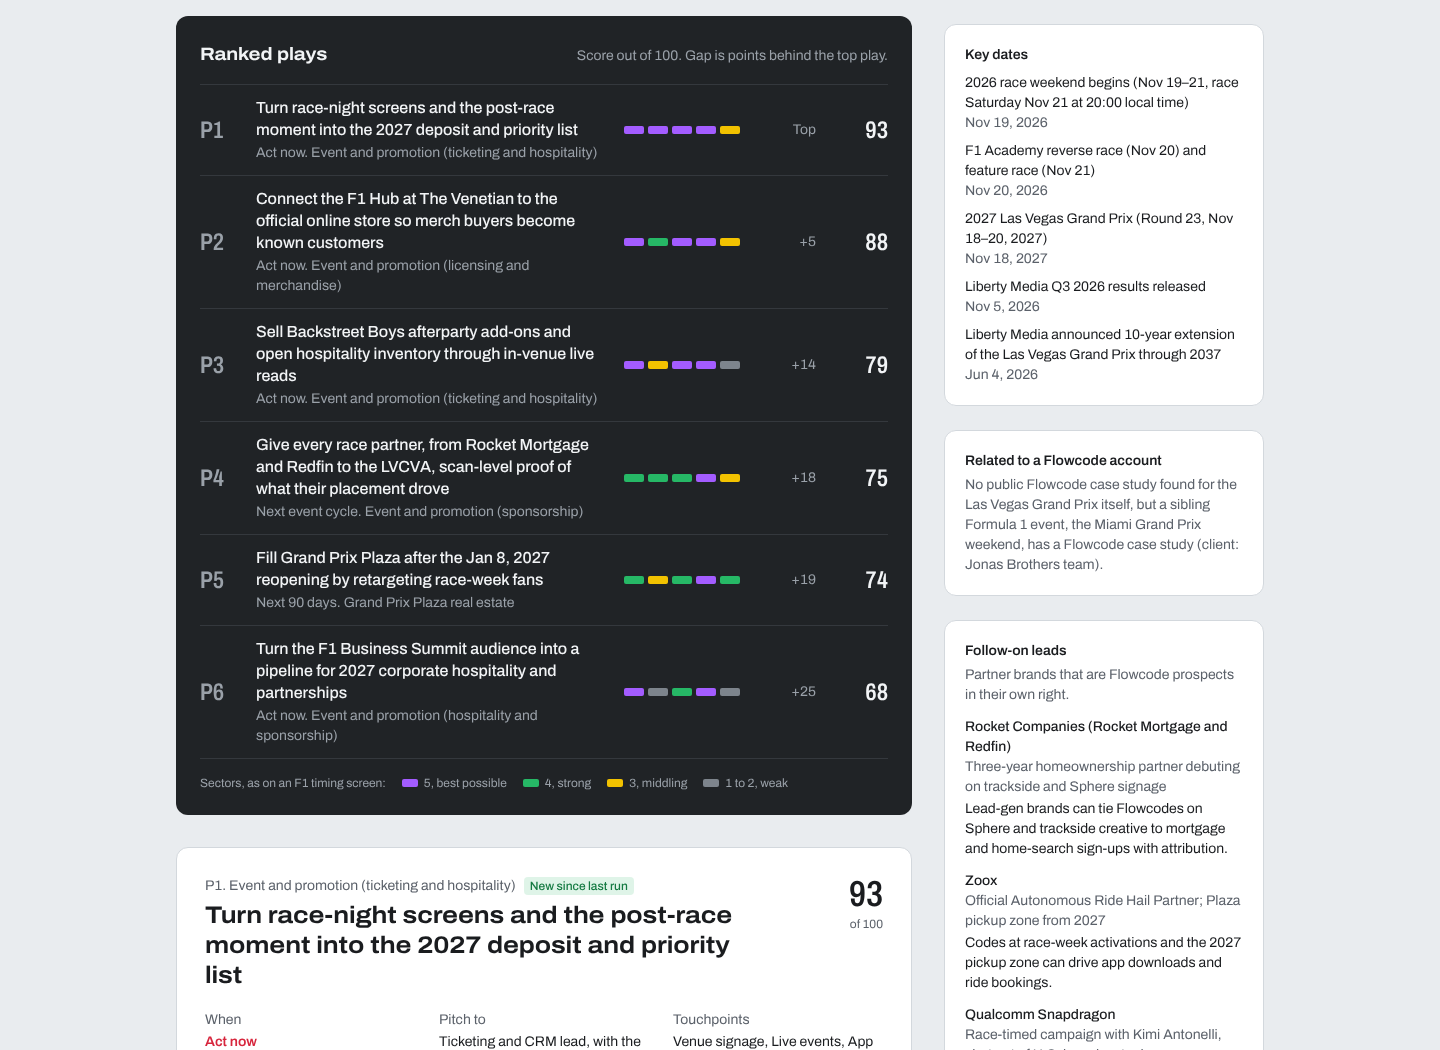 Ranked plays
Score out of 100. Gap is points behind the top play.
P1
Turn race-night screens and the post-race
moment into the 2027 deposit and priority list
Act now. Event and promotion (ticketing and hospitality)
Top
93
P2
Connect the F1 Hub at The Venetian to the
official online store so merch buyers become
known customers
Act now. Event and promotion (licensing and
merchandise)
+5
88
P3
Sell Backstreet Boys afterparty add-ons and
open hospitality inventory through in-venue live
reads
Act now. Event and promotion (ticketing and hospitality)
+14
79
P4
Give every race partner, from Rocket Mortgage
and Redfin to the LVCVA, scan-level proof of
what their placement drove
Next event cycle. Event and promotion (sponsorship)
+18
75
P5
Fill Grand Prix Plaza after the Jan 8, 2027
reopening by retargeting race-week fans
Next 90 days. Grand Prix Plaza real estate
+19
74
P6
Turn the F1 Business Summit audience into a
pipeline for 2027 corporate hospitality and
partnerships
Act now. Event and promotion (hospitality and
sponsorship)
+25
68
Sectors, as on an F1 timing screen:
5, best possible
4, strong
3, middling
1 to 2, weak
P1. Event and promotion (ticketing and hospitality)
New since last run
Turn race-night screens and the post-race
moment into the 2027 deposit and priority
list
93
of 100
When
Act now
Pitch to
Ticketing and CRM lead, with the
Touchpoints
Venue signage, Live events, App
Key dates
2026 race weekend begins (Nov 19–21, race
Saturday Nov 21 at 20:00 local time)
Nov 19, 2026
F1 Academy reverse race (Nov 20) and
feature race (Nov 21)
Nov 20, 2026
2027 Las Vegas Grand Prix (Round 23, Nov
18–20, 2027)
Nov 18, 2027
Liberty Media Q3 2026 results released
Nov 5, 2026
Liberty Media announced 10-year extension
of the Las Vegas Grand Prix through 2037
Jun 4, 2026
Related to a Flowcode account
No public Flowcode case study found for the
Las Vegas Grand Prix itself, but a sibling
Formula 1 event, the Miami Grand Prix
weekend, has a Flowcode case study (client:
Jonas Brothers team).
Follow-on leads
Partner brands that are Flowcode prospects
in their own right.
Rocket Companies (Rocket Mortgage and
Redfin)
Three-year homeownership partner debuting
on trackside and Sphere signage
Lead-gen brands can tie Flowcodes on
Sphere and trackside creative to mortgage
and home-search sign-ups with attribution.
Zoox
Official Autonomous Ride Hail Partner; Plaza
pickup zone from 2027
Codes at race-week activations and the 2027
pickup zone can drive app downloads and
ride bookings.
Qualcomm Snapdragon
Race-timed campaign with Kimi Antonelli,